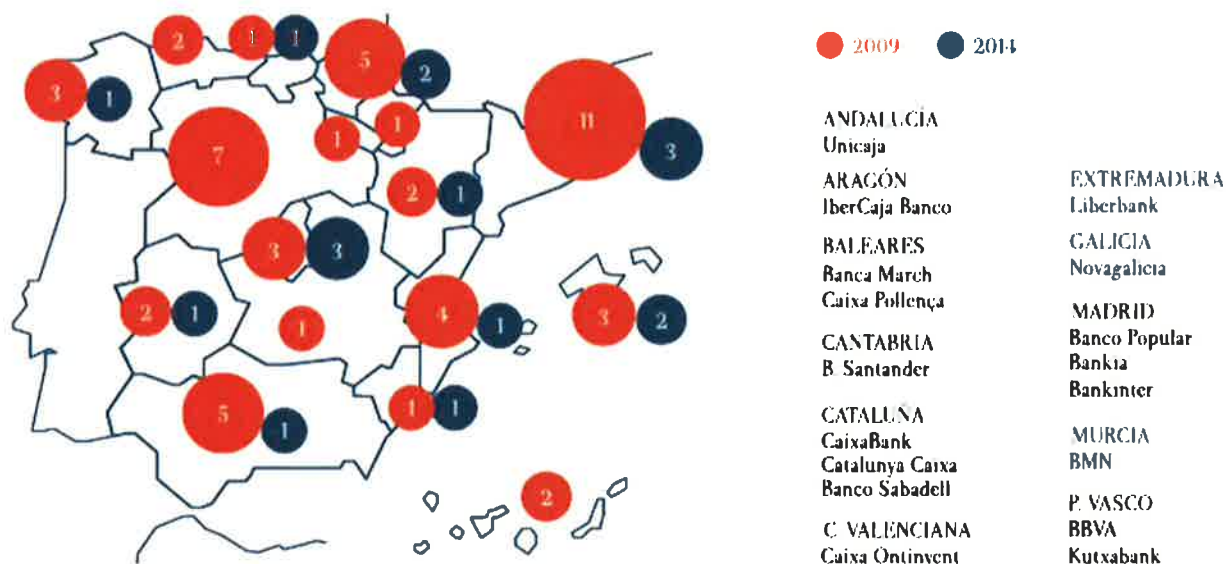 2009 2014
2 1 1
5
2
3 1
11
3
7
1 1
2 1
3 3
2 1
1
4 1
3 2
5 1
1 1
2
ANDALUCÍA
Unicaja
ARAGÓN
IberCaja Banco
BALEARES
Banca March
Caixa Pollença
CANTABRIA
B. Santander
CATALUÑA
CaixaBank
Catalunya Caixa
Banco Sabadell
C. VALENCIANA
Caixa Ontinyent
EXTREMADURA
Liberbank
GALICIA
Novagalicia
MADRID
Banco Popular
Bankia
Bankinter
MURCIA
BMN
P. VASCO
BBVA
Kutxabank